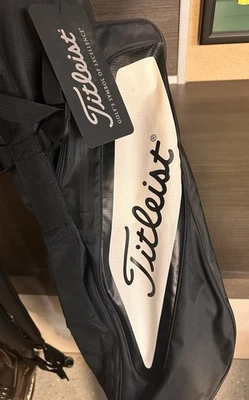 Titleist
GOLF'S SYMBOL OF EXCELLENCE
Titleist®